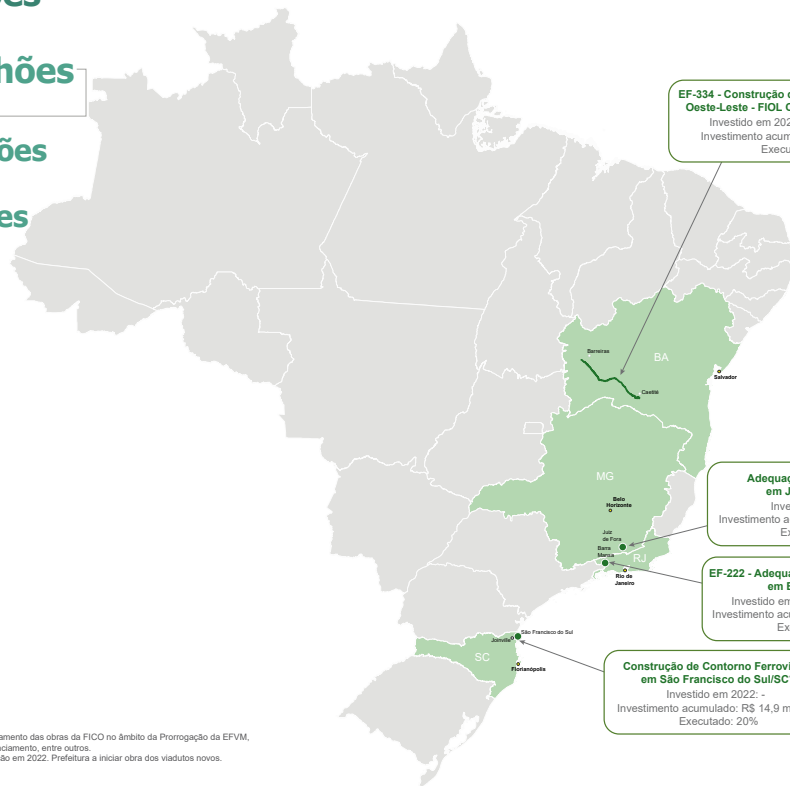 ões
hões
ões
es
EF-334 - Construção d
Oeste-Leste - FIOL C
Investido em 202
Investimento acum
Execu
Barreiras
BA
Caetité
Salvador
MG
Belo
Horizonte
Juiz
de Fora
Barra
Mansa
RJ
Rio de
Janeiro
Adequaç
em J
Inve
Investimento a
Ex
EF-222 - Adequa
em B
Investido em
Investimento acu
Exe
São Francisco do Sul
Joinville
SC
Florianópolis
Construção de Contorno Ferrovi
em São Francisco do Sul/SC
Investido em 2022: -
Investimento acumulado: R$ 14,9 m
Executado: 20%
amento das obras da FICO no âmbito da Prorrogação da EFVM,
nciamento, entre outros.
ão em 2022. Prefeitura a iniciar obra dos viadutos novos.